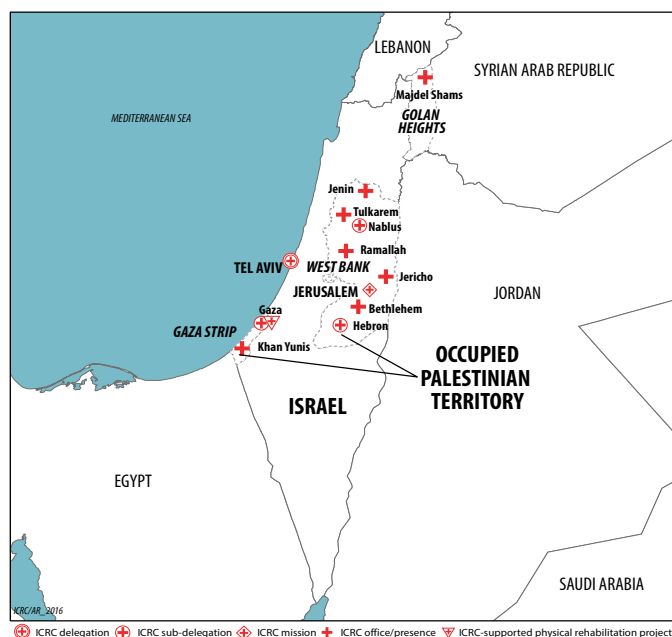 LEBANON
SYRIAN ARAB REPUBLIC
Majdel Shams
MEDITERRANEAN SEA
GOLAN
HEIGHTS
Jenin
Tulkarem
Nablus
Ramallah
TEL AVIV
WEST BANK
Jericho
JERUSALEM
JORDAN
Bethlehem
Gaza
GAZA STRIP
Hebron
Khan Yunis
OCCUPIED
PALESTINIAN
TERRITORY
ISRAEL
EGYPT
SAUDI ARABIA
ICRC/AR_2016
ICRC delegation ICRC sub-delegation ICRC mission ICRC office/presence ICRC-supported physical rehabilitation project